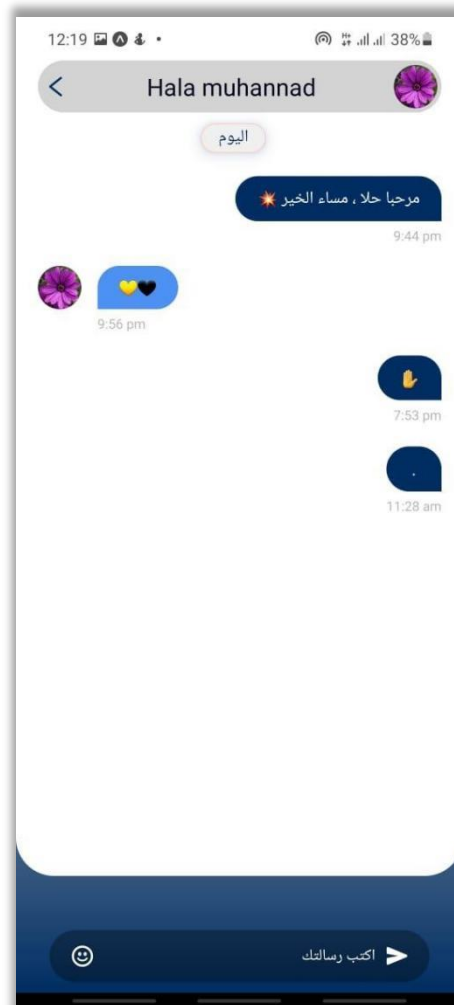 12:19 38%
Hala muhannad
اليوم
مرحبا حلا ، مساء الخير 💥
9:44 pm
💛🖤
9:56 pm
✋
7:53 pm
.
11:28 am
اكتب رسالتك